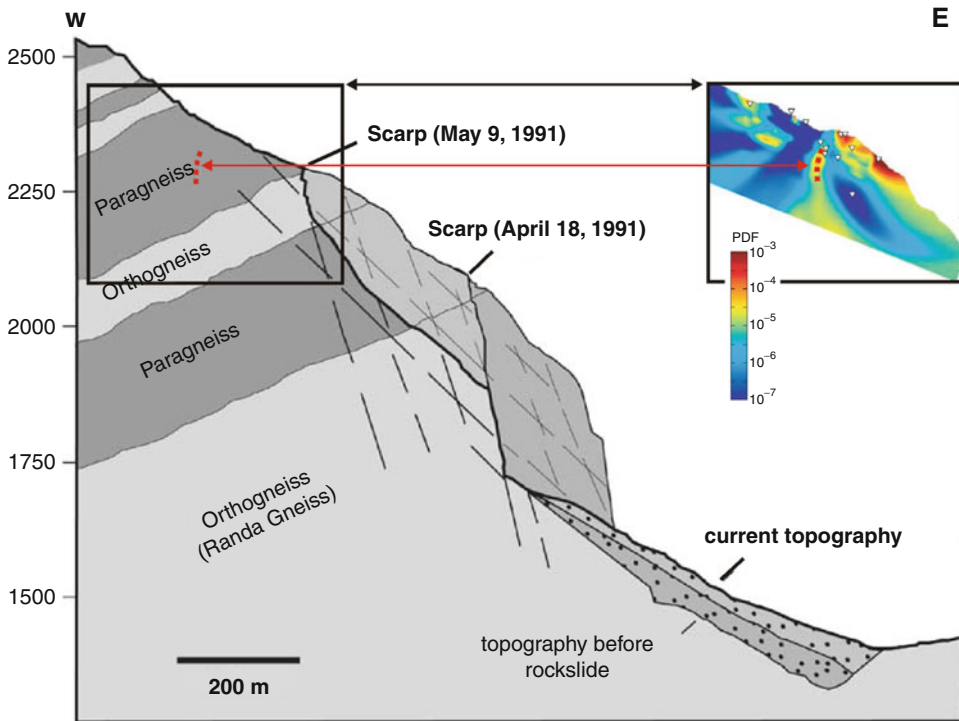 W
E
2500
2250
2000
1750
1500
Scarp (May 9, 1991)
Paragneiss
Scarp (April 18, 1991)
Orthogneiss
Paragneiss
PDF
10⁻³
10⁻⁴
10⁻⁵
10⁻⁶
10⁻⁷
Orthogneiss
(Randa Gneiss)
current topography
topography before
rockslide
200 m